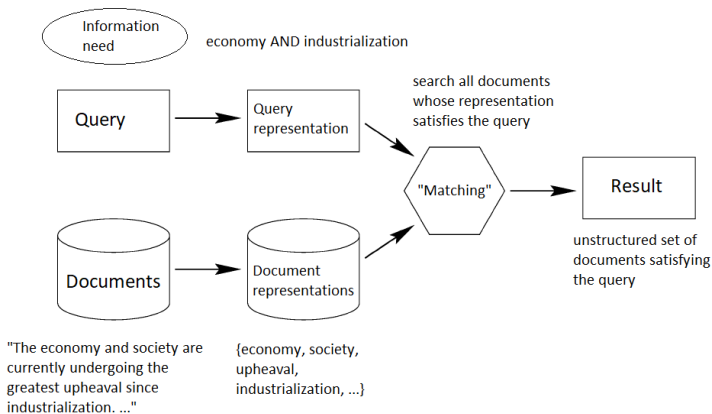 Information
need
economy AND industrialization
search all documents
whose representation
satisfies the query
Query
Query
representation
"Matching"
Result
unstructured set of
documents satisfying
the query
Documents
Document
representations
"The economy and society are
currently undergoing the
greatest upheaval since
industrialization. ..."
{economy, society,
upheaval,
industrialization, ...}